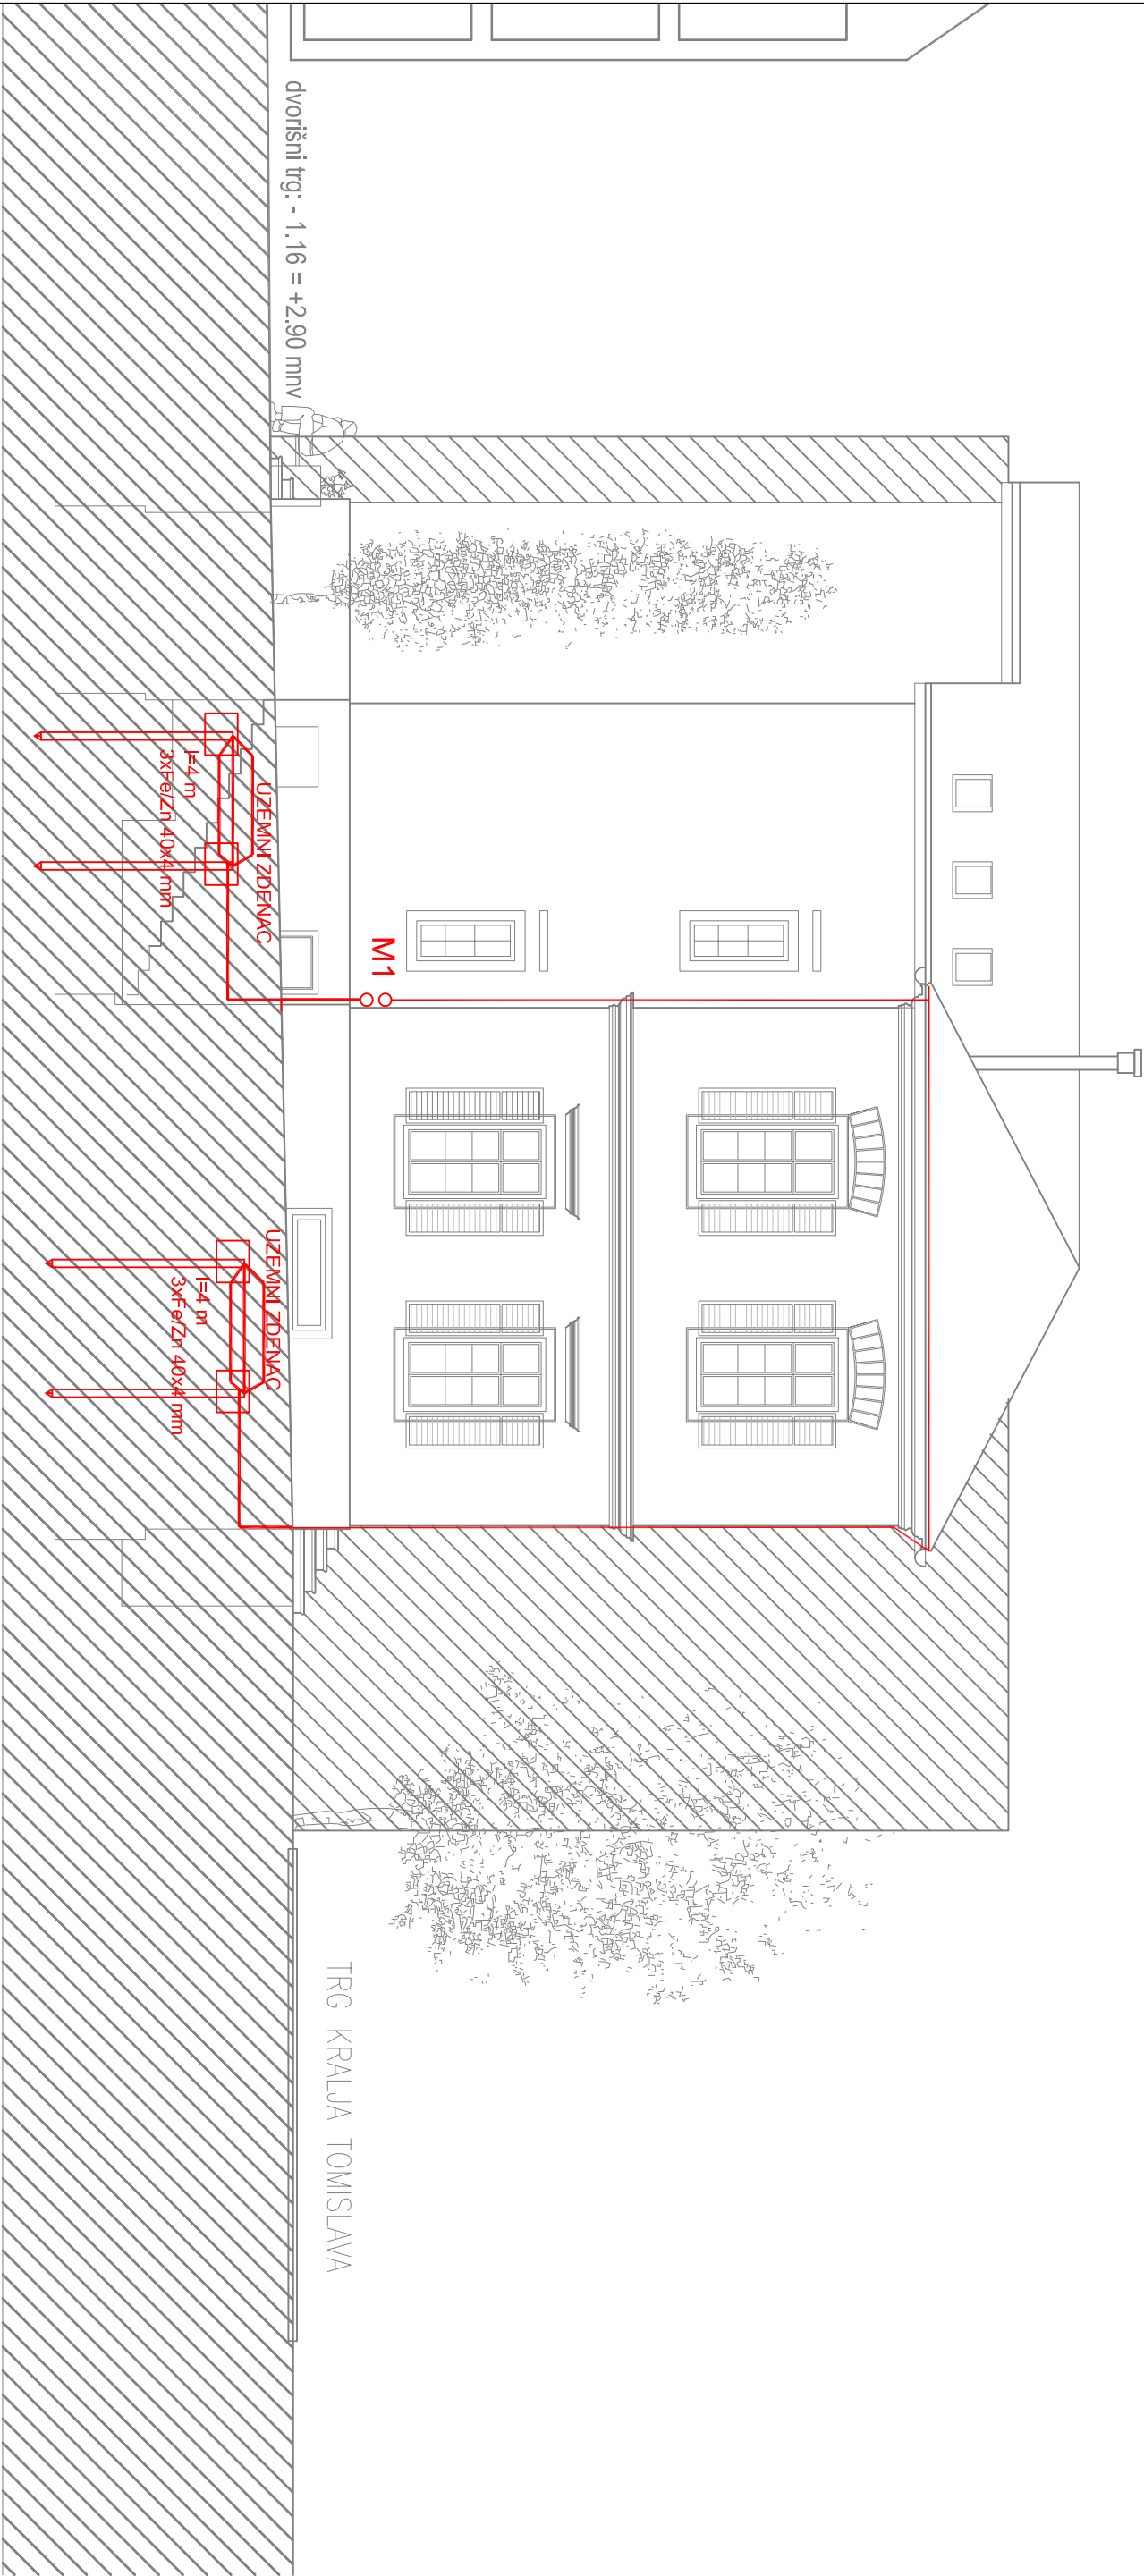 dvorišni trg: - 1.16 = +2.90 mnv
UZEMNI ZDENAC
l=4 m
3xFe/Zn 40x4 mm
M1
UZEMNI ZDENAC
l=4 m
3xFe/Zn 40x4 mm
TRG KRALJA TOMISLAVA